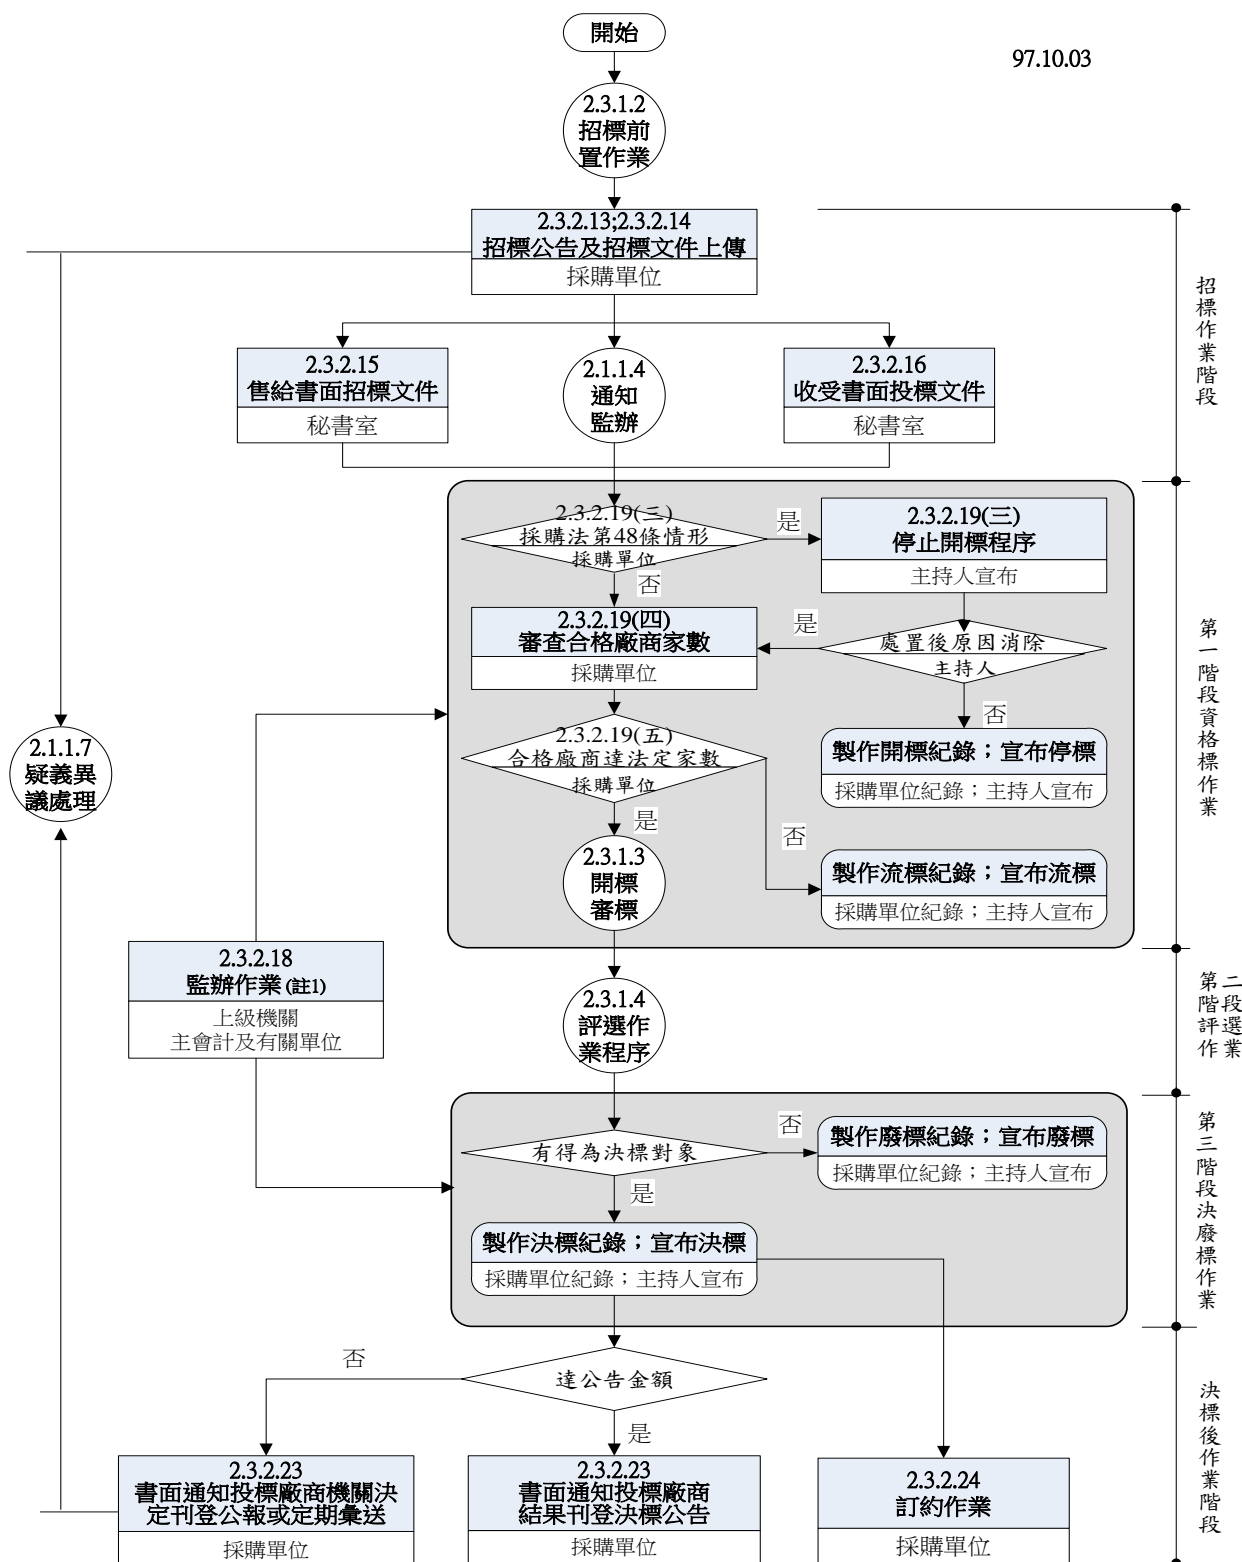 開始
97.10.03
2.3.1.2
招標前
置作業
2.3.2.13;2.3.2.14
招標公告及招標文件上傳
採購單位
招標作業階段
2.3.2.15
售給書面招標文件
秘書室
2.1.1.4
通知
監辦
2.3.2.16
收受書面投標文件
秘書室
2.3.2.19(三)
採購法第48條情形
採購單位
是
2.3.2.19(三)
停止開標程序
主持人宣布
否
2.3.2.19(四)
審查合格廠商家數
採購單位
是
處置後原因消除
主持人
第一階段資格標作業
否
2.3.2.19(五)
合格廠商達法定家數
採購單位
製作開標紀錄；宣布停標
採購單位紀錄；主持人宣布
2.1.1.7
疑義異
議處理
是
否
2.3.1.3
開標
審標
製作流標紀錄；宣布流標
採購單位紀錄；主持人宣布
2.3.2.18
監辦作業(註1)
上級機關
主會計及有關單位
2.3.1.4
評選作
業程序
第二
階段
評選
作業
有得為決標對象
否
製作廢標紀錄；宣布廢標
採購單位紀錄；主持人宣布
第三階段決廢標作業
是
製作決標紀錄；宣布決標
採購單位紀錄；主持人宣布
否
達公告金額
是
決標後作業階段
2.3.2.23
書面通知投標廠商機關決
定刊登公報或定期彙送
採購單位
2.3.2.23
書面通知投標廠商
結果刊登決標公告
採購單位
2.3.2.24
訂約作業
採購單位